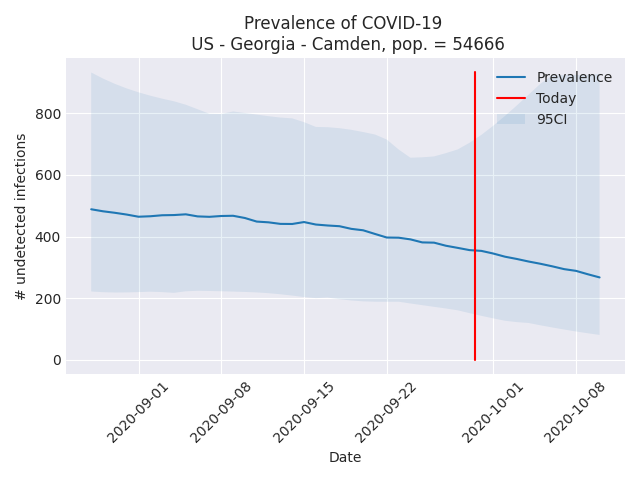 Prevalence of COVID-19
US - Georgia - Camden, pop. = 54666
Prevalence
Today
95CI
800
600
400
200
0
# undetected infections
2020-09-01
2020-09-08
2020-09-15
2020-09-22
2020-10-01
2020-10-08
Date